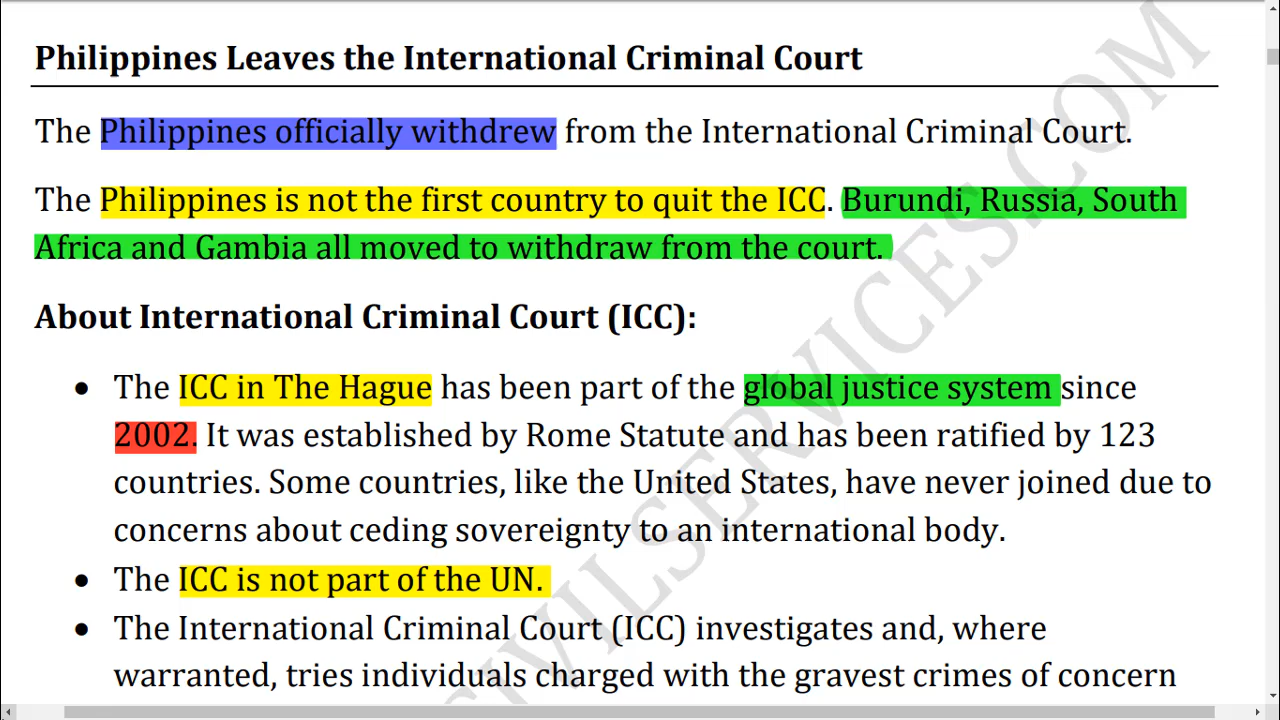 Philippines Leaves the International Criminal Court
The Philippines officially withdrew from the International Criminal Court.
The Philippines is not the first country to quit the ICC. Burundi, Russia, South
Africa and Gambia all moved to withdraw from the court.
About International Criminal Court (ICC):
• The ICC in The Hague has been part of the global justice system since
2002. It was established by Rome Statute and has been ratified by 123
countries. Some countries, like the United States, have never joined due to
concerns about ceding sovereignty to an international body.
• The ICC is not part of the UN.
• The International Criminal Court (ICC) investigates and, where
warranted, tries individuals charged with the gravest crimes of concern
CIVILSERVICES.COM